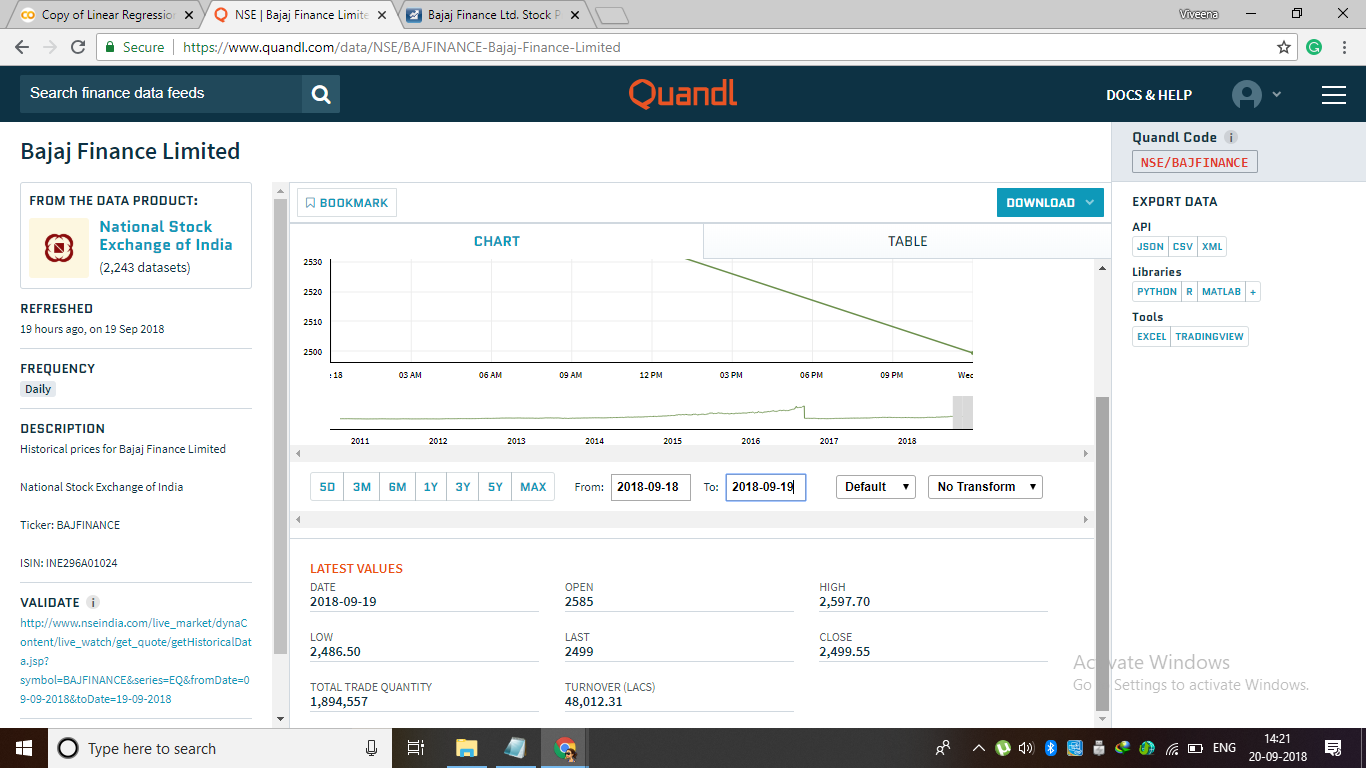 Copy of Linear Regression
NSE | Bajaj Finance Limite
Bajaj Finance Ltd. Stock P
Viveena
Secure
https://www.quandl.com/data/NSE/BAJFINANCE-Bajaj-Finance-Limited
Search finance data feeds
Quandl
DOCS & HELP
Bajaj Finance Limited
FROM THE DATA PRODUCT:
National Stock
Exchange of India
(2,243 datasets)
REFRESHED
19 hours ago, on 19 Sep 2018
FREQUENCY
Daily
DESCRIPTION
Historical prices for Bajaj Finance Limited
National Stock Exchange of India
Ticker: BAJFINANCE
ISIN: INE296A01024
VALIDATE i
http://www.nseindia.com/live_market/dynaC
ontent/live_watch/get_quote/getHistoricalDat
a.jsp?
symbol=BAJFINANCE&series=EQ&fromDate=0
9-09-2018&toDate=19-09-2018
BOOKMARK
DOWNLOAD
CHART
TABLE
2530
2520
2510
2500
18 03 AM 06 AM 09 AM 12 PM 03 PM 06 PM 09 PM Wed
2011 2012 2013 2014 2015 2016 2017 2018
5D 3M 6M 1Y 3Y 5Y MAX From: 2018-09-18 To: 2018-09-19 Default No Transform
LATEST VALUES
DATE OPEN HIGH
2018-09-19 2585 2,597.70
LOW LAST CLOSE
2,486.50 2499 2,499.55
TOTAL TRADE QUANTITY TURNOVER (LACS)
1,894,557 48,012.31
Quandl Code i
NSE/BAJFINANCE
EXPORT DATA
API
JSON CSV XML
Libraries
PYTHON R MATLAB +
Tools
EXCEL TRADINGVIEW
Activate Windows
Go to Settings to activate Windows.
Type here to search
ENG
14:21
20-09-2018